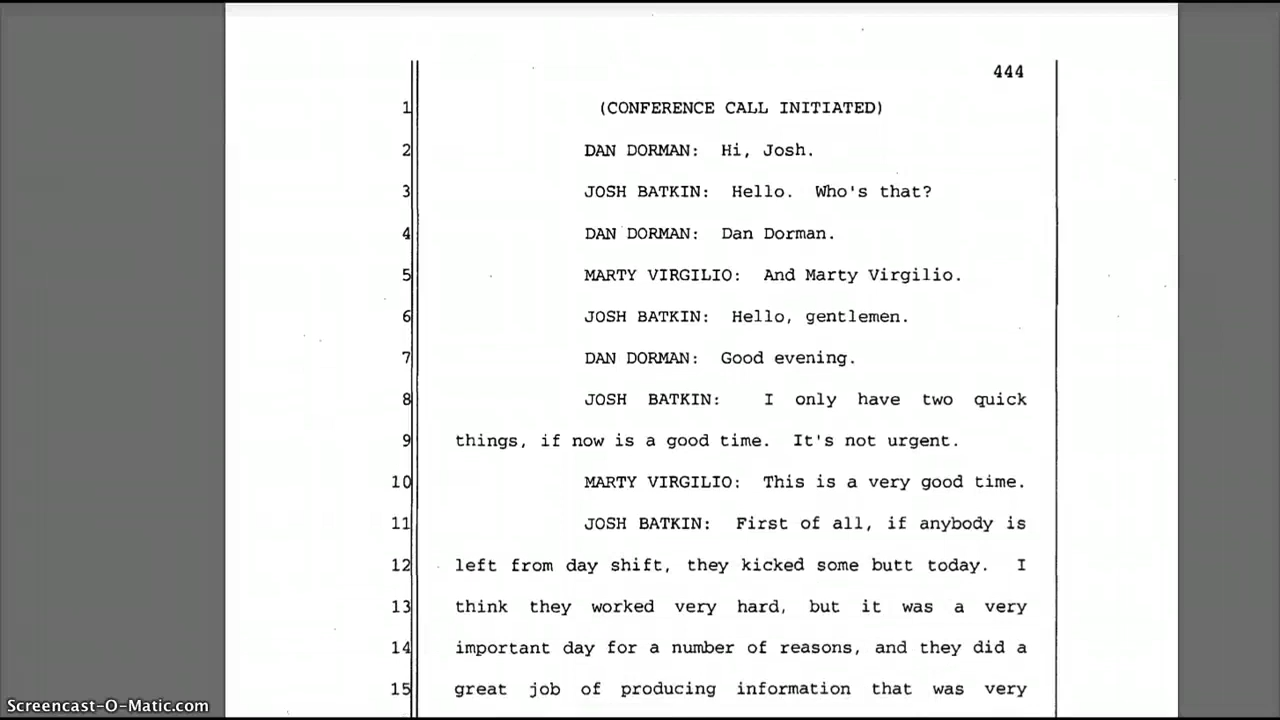 444
1 (CONFERENCE CALL INITIATED)
2 DAN DORMAN: Hi, Josh.
3 JOSH BATKIN: Hello. Who's that?
4 DAN DORMAN: Dan Dorman.
5 MARTY VIRGILIO: And Marty Virgilio.
6 JOSH BATKIN: Hello, gentlemen.
7 DAN DORMAN: Good evening.
8 JOSH BATKIN: I only have two quick
9 things, if now is a good time. It's not urgent.
10 MARTY VIRGILIO: This is a very good time.
11 JOSH BATKIN: First of all, if anybody is
12 left from day shift, they kicked some butt today. I
13 think they worked very hard, but it was a very
14 important day for a number of reasons, and they did a
15 great job of producing information that was very
Screencast-O-Matic.com